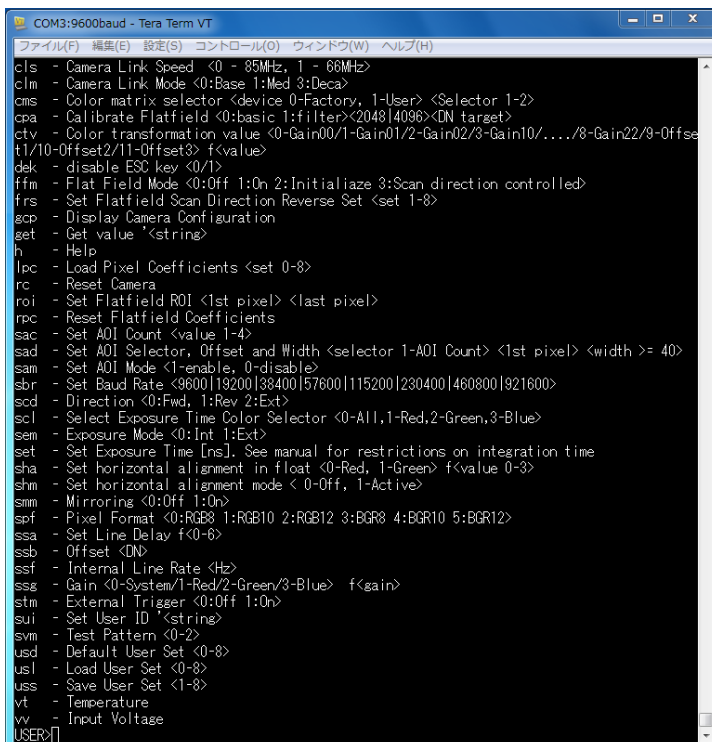 COM3:9600baud - Tera Term VT
ファイル(F) 編集(E) 設定(S) コントロール(O) ウィンドウ(W) ヘルプ(H)
cls - Camera Link Speed <0 - 85MHz, 1 - 66MHz>
clm - Camera Link Mode <0:Base 1:Med 3:Deca>
cms - Color matrix selector <device 0-Factory, 1-User> <Selector 1-2>
cpa - Calibrate Flatfield <0:basic 1:filter><2048|4096><DN target>
ctv - Color transformation value <0-Gain00/1-Gain01/2-Gain02/3-Gain10/..../8-Gain22/9-Offse
t1/10-Offset2/11-Offset3> f<value>
dek - disable ESC key <0/1>
ffm - Flat Field Mode <0:Off 1:On 2:Initialiaze 3:Scan direction controlled>
frs - Set Flatfield Scan Direction Reverse Set <set 1-8>
gcp - Display Camera Configuration
get - Get value '<string>
h - Help
lpc - Load Pixel Coefficients <set 0-8>
rc - Reset Camera
roi - Set Flatfield ROI <1st pixel> <last pixel>
rpc - Reset Flatfield Coefficients
sac - Set AOI Count <value 1-4>
sad - Set AOI Selector, Offset and Width <selector 1-AOI Count> <1st pixel> <width >= 40>
sam - Set AOI Mode <1-enable, 0-disable>
sbr - Set Baud Rate <9600|19200|38400|57600|115200|230400|460800|921600>
scd - Direction <0:Fwd, 1:Rev 2:Ext>
scl - Select Exposure Time Color Selector <0-All,1-Red,2-Green,3-Blue>
sem - Exposure Mode <0:Int 1:Ext>
set - Set Exposure Time [ns]. See manual for restrictions on integration time
sha - Set horizontal alignment in float <0-Red, 1-Green> f<value 0-3>
shm - Set horizontal alignment mode < 0-Off, 1-Active>
smm - Mirroring <0:Off 1:On>
spf - Pixel Format <0:RGB8 1:RGB10 2:RGB12 3:BGR8 4:BGR10 5:BGR12>
ssa - Set Line Delay f<0-6>
ssb - Offset <DN>
ssf - Internal Line Rate <Hz>
ssg - Gain <0-System/1-Red/2-Green/3-Blue> f<gain>
stm - External Trigger <0:Off 1:On>
sui - Set User ID '<string>
svm - Test Pattern <0-2>
usd - Default User Set <0-8>
usl - Load User Set <0-8>
uss - Save User Set <1-8>
vt - Temperature
vv - Input Voltage
USER>